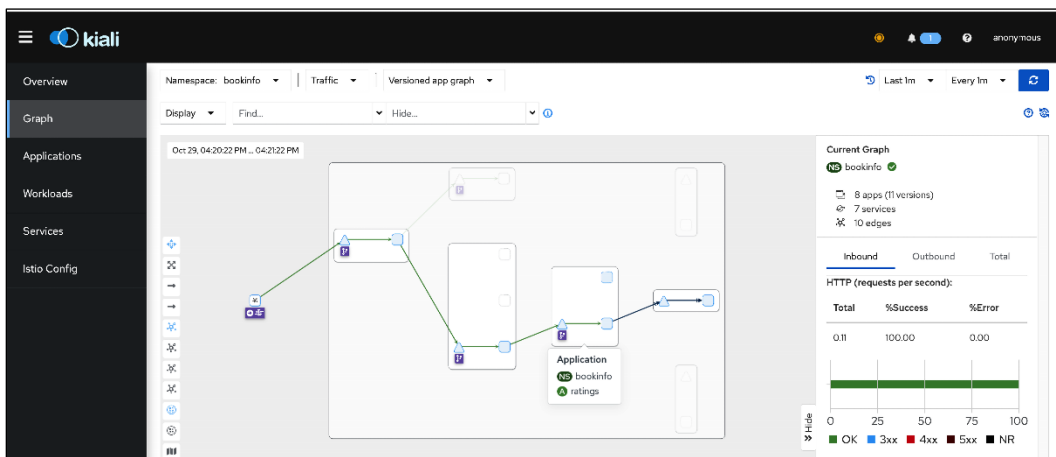 kiali
1
anonymous
Overview
Graph
Applications
Workloads
Services
Istio Config
Namespace: bookinfo
Traffic
Versioned app graph
Last 1m
Every 1m
Display
Find...
Hide...
Oct 29, 04:20:22 PM ... 04:21:22 PM
Application
NS bookinfo
A ratings
Hide
Current Graph
NS bookinfo
8 apps (11 versions)
7 services
10 edges
Inbound Outbound Total
HTTP (requests per second):
Total %Success %Error
0.11 100.00 0.00
0 25 50 75 100
OK 3xx 4xx 5xx NR